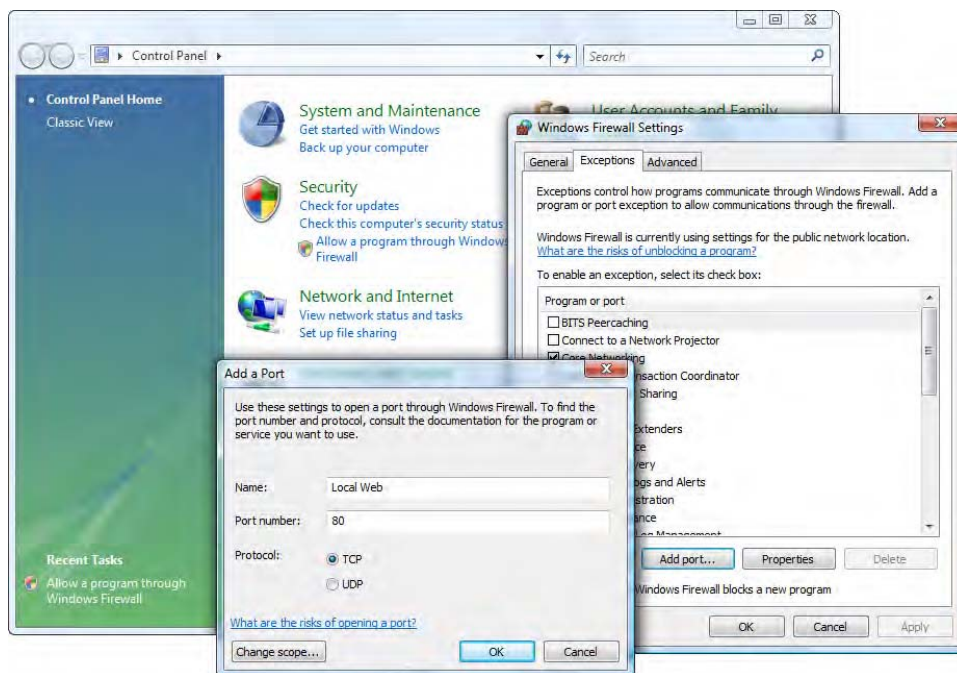 Control Panel
Search
Control Panel Home
Classic View
System and Maintenance
Get started with Windows
Back up your computer
Security
Check for updates
Check this computer's security status
Allow a program through Windows
Firewall
Network and Internet
View network status and tasks
Set up file sharing
User Accounts and Family
Recent Tasks
Allow a program through
Windows Firewall
Windows Firewall Settings
General Exceptions Advanced
Exceptions control how programs communicate through Windows Firewall. Add a
program or port exception to allow communications through the firewall.
Windows Firewall is currently using settings for the public network location.
What are the risks of unblocking a program?
To enable an exception, select its check box:
Program or port
BITS Peercaching
Connect to a Network Projector
Core Networking
Coordinator
Sharing
Extenders
and Alerts
Management
Add port... Properties Delete
Windows Firewall blocks a new program
OK Cancel Apply
Add a Port
Use these settings to open a port through Windows Firewall. To find the
port number and protocol, consult the documentation for the program or
service you want to use.
Name: Local Web
Port number: 80
Protocol: TCP
UDP
What are the risks of opening a port?
Change scope... OK Cancel